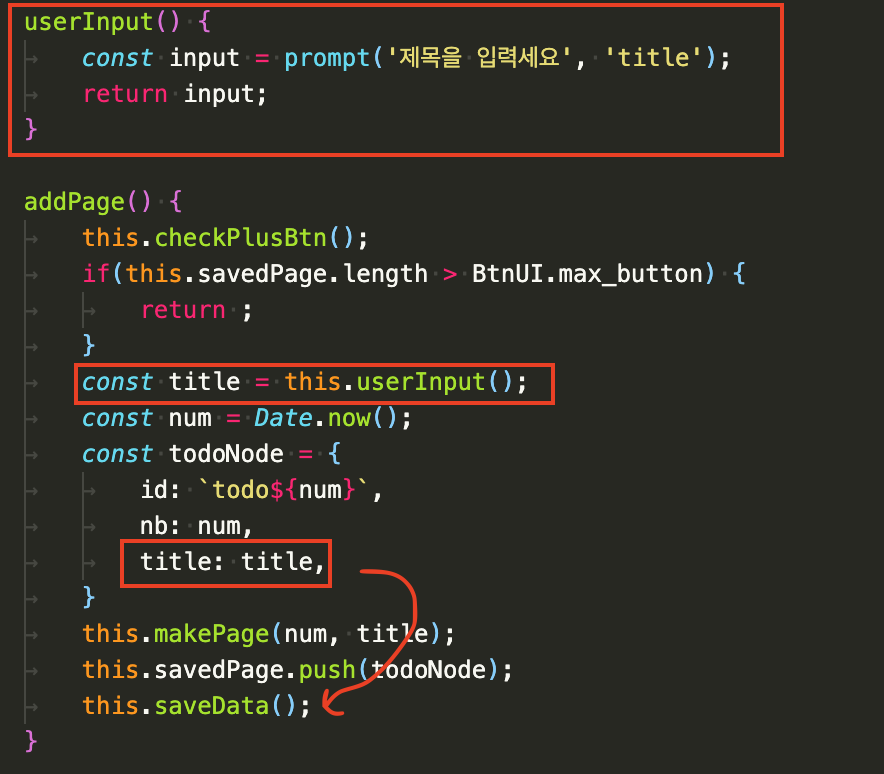 userInput() {
const input = prompt('제목을 입력세요', 'title');
return input;
}
addPage() {
this.checkPlusBtn();
if(this.savedPage.length > BtnUI.max_button) {
return ;
}
const title = this.userInput();
const num = Date.now();
const todoNode = {
id: `todo${num}`,
nb: num,
title: title,
}
this.makePage(num, title);
this.savedPage.push(todoNode);
this.saveData();
}